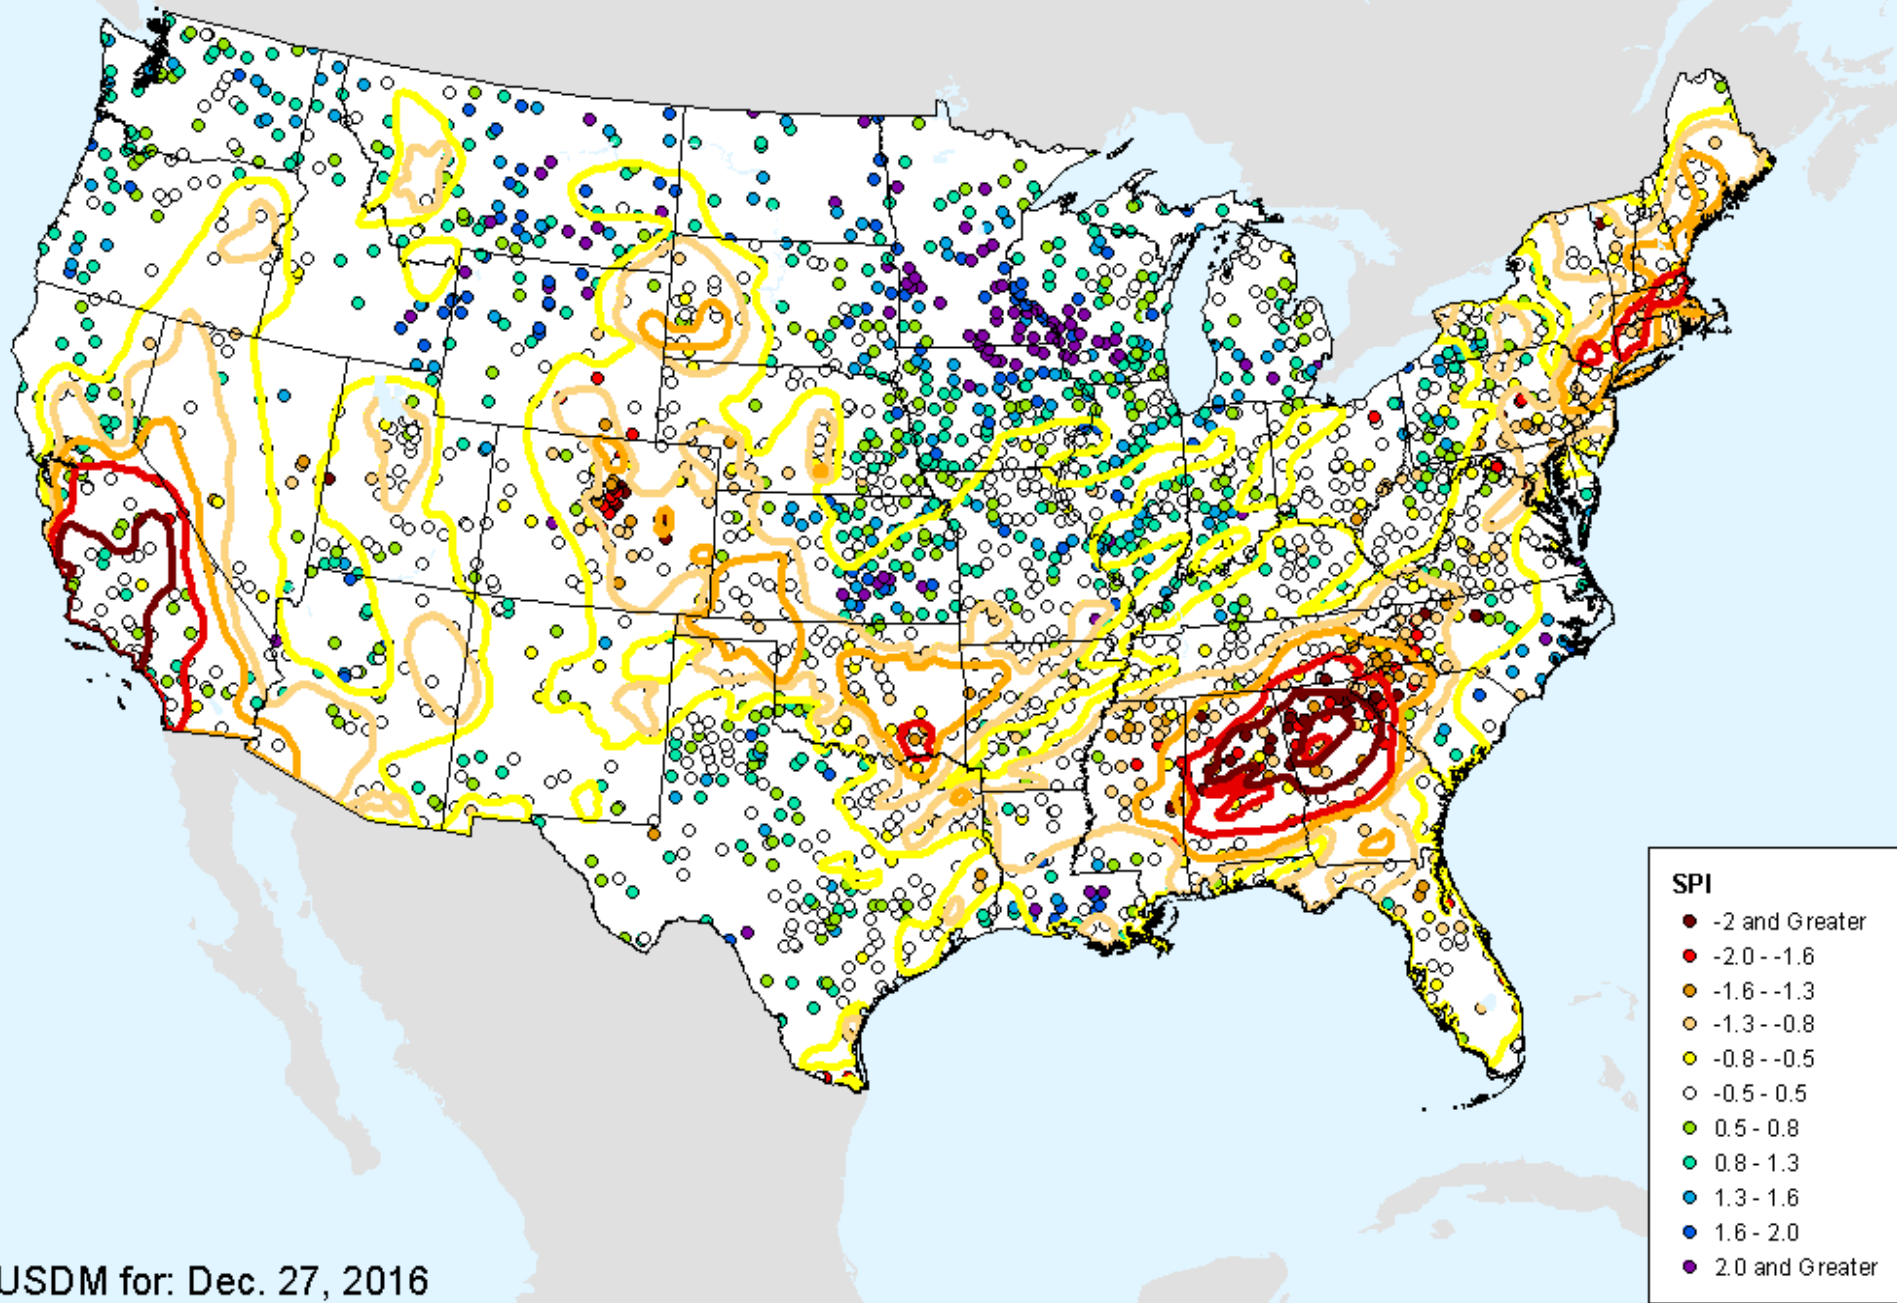 SPI
-2 and Greater
-2.0 - -1.6
-1.6 - -1.3
-1.3 - -0.8
-0.8 - -0.5
-0.5 - 0.5
0.5 - 0.8
0.8 - 1.3
1.3 - 1.6
1.6 - 2.0
2.0 and Greater
USDM for: Dec. 27, 2016